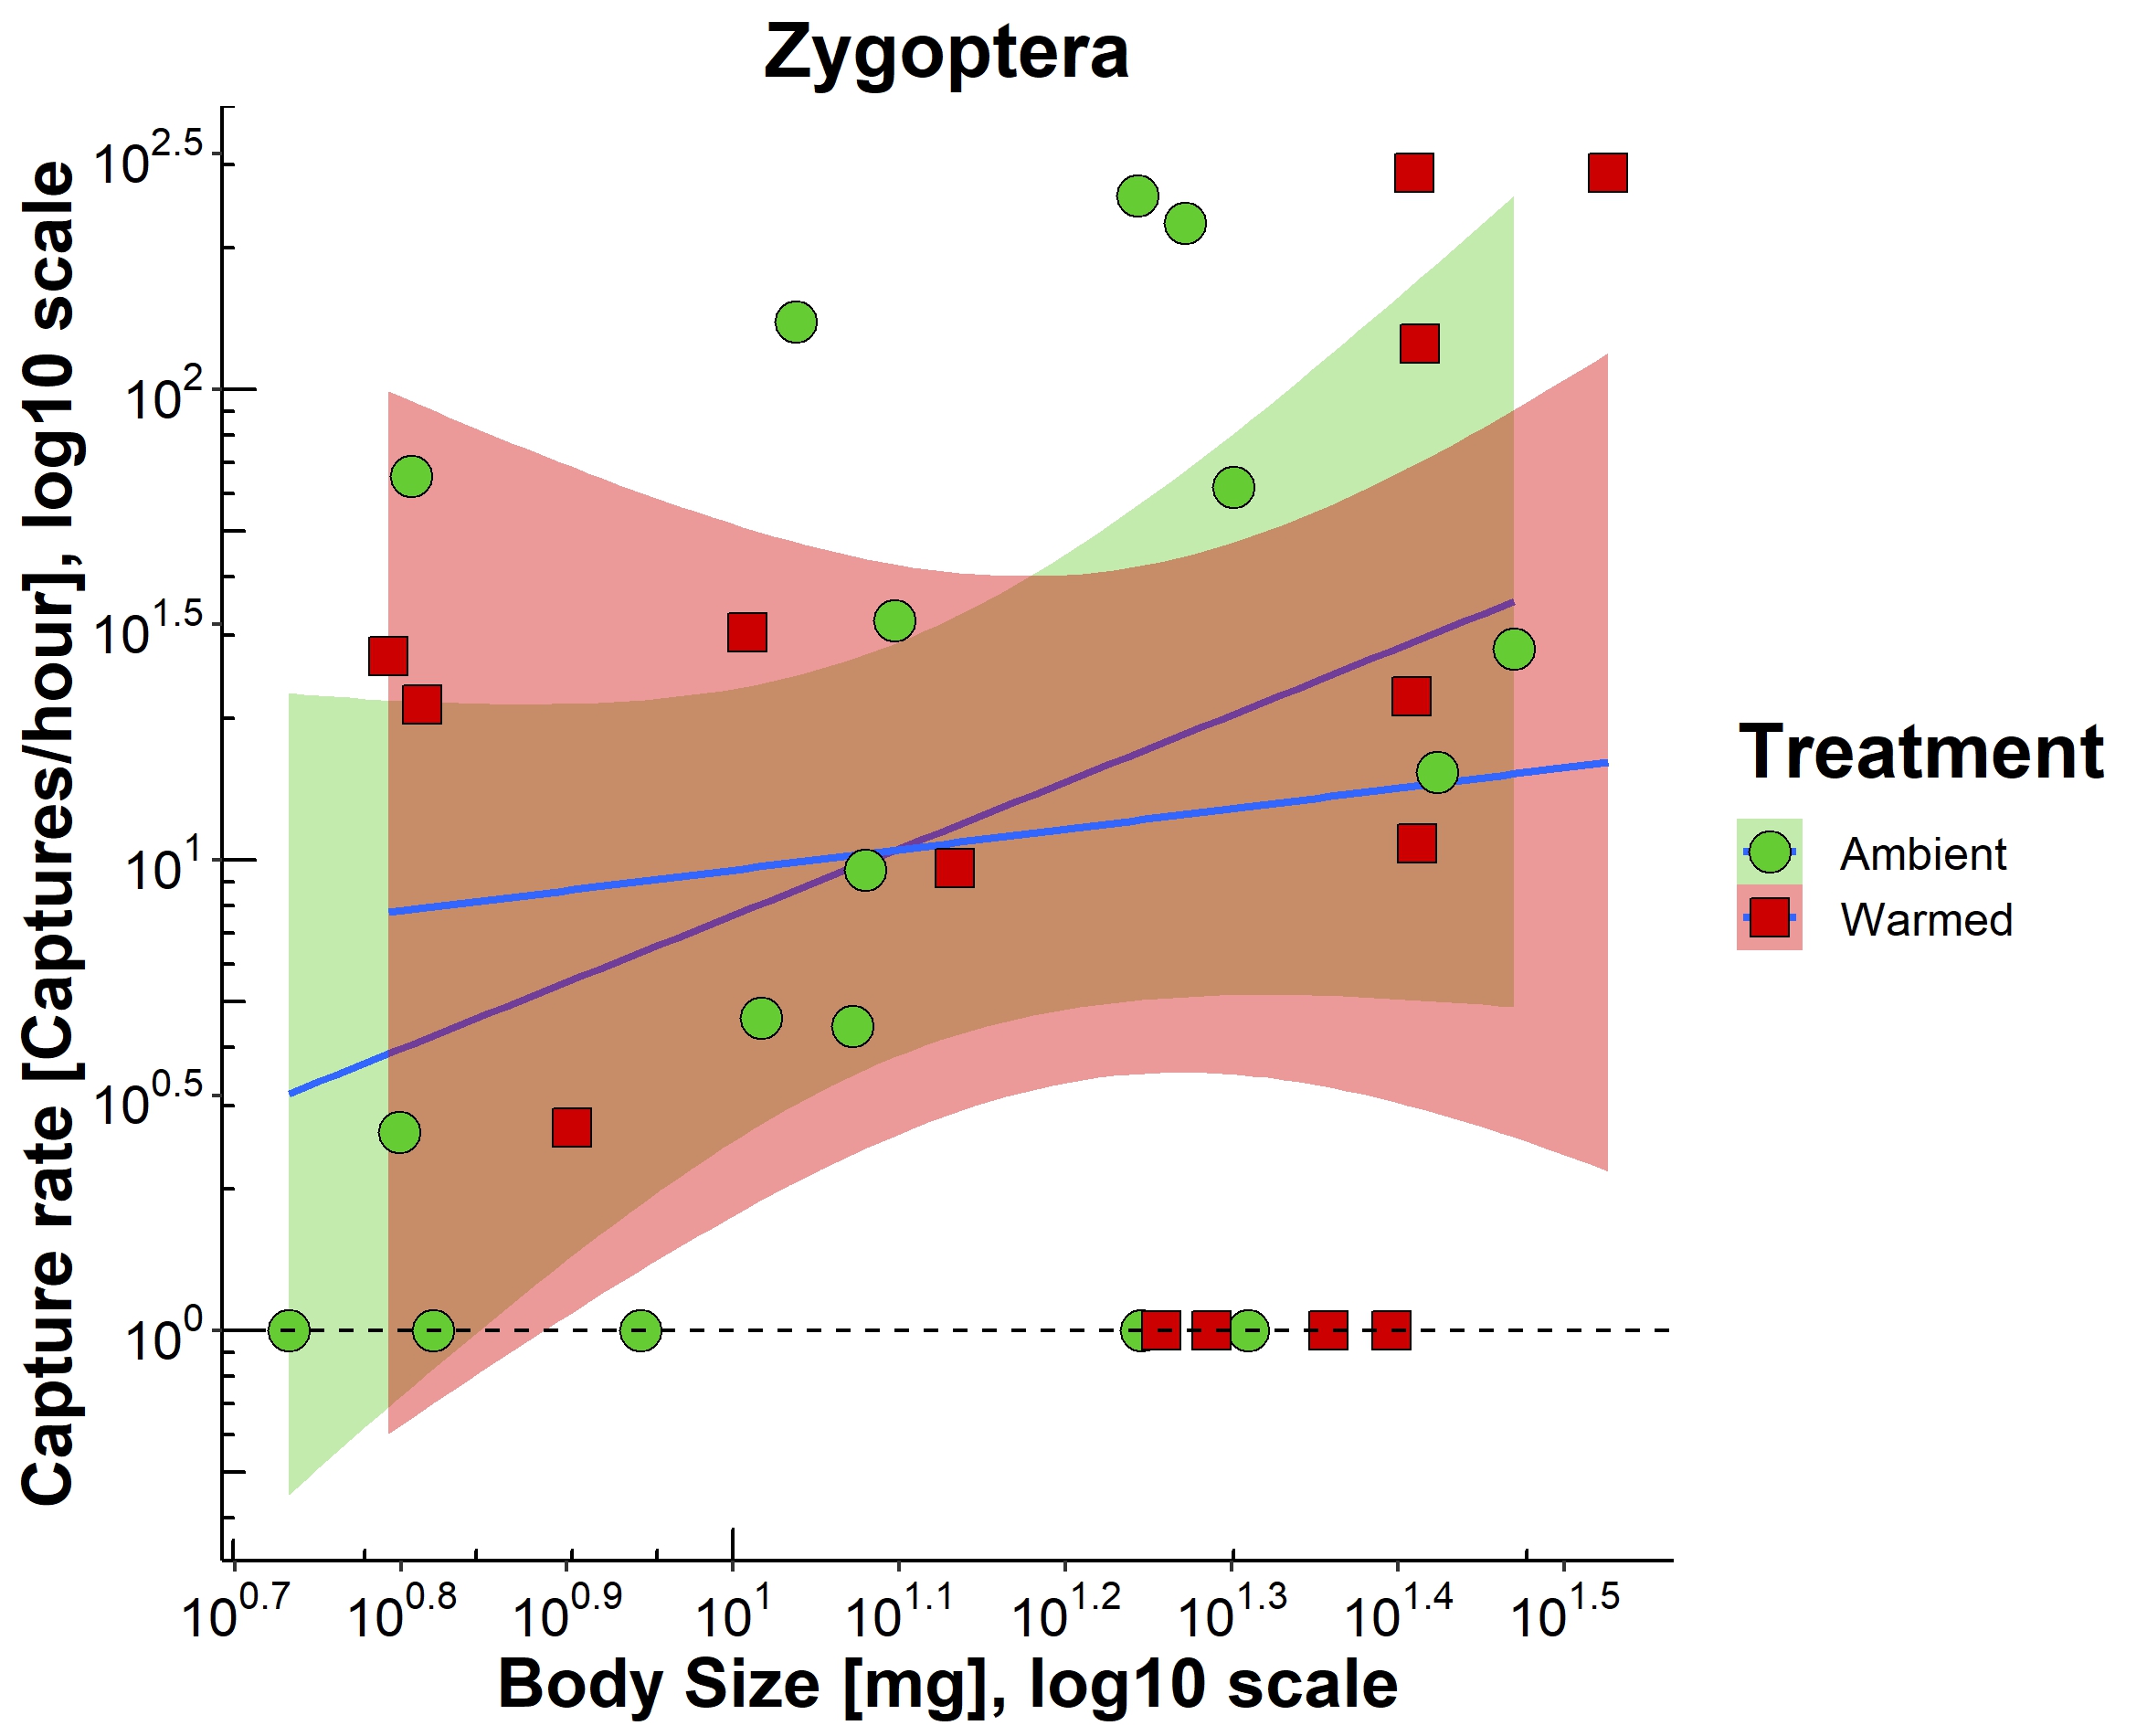 Zygoptera
Capture rate [Captures/hour], log10 scale
10^2.5
10^2
10^1.5
10^1
10^0.5
10^0
10^0.7 10^0.8 10^0.9 10^1 10^1.1 10^1.2 10^1.3 10^1.4 10^1.5
Body Size [mg], log10 scale
Treatment
Ambient
Warmed